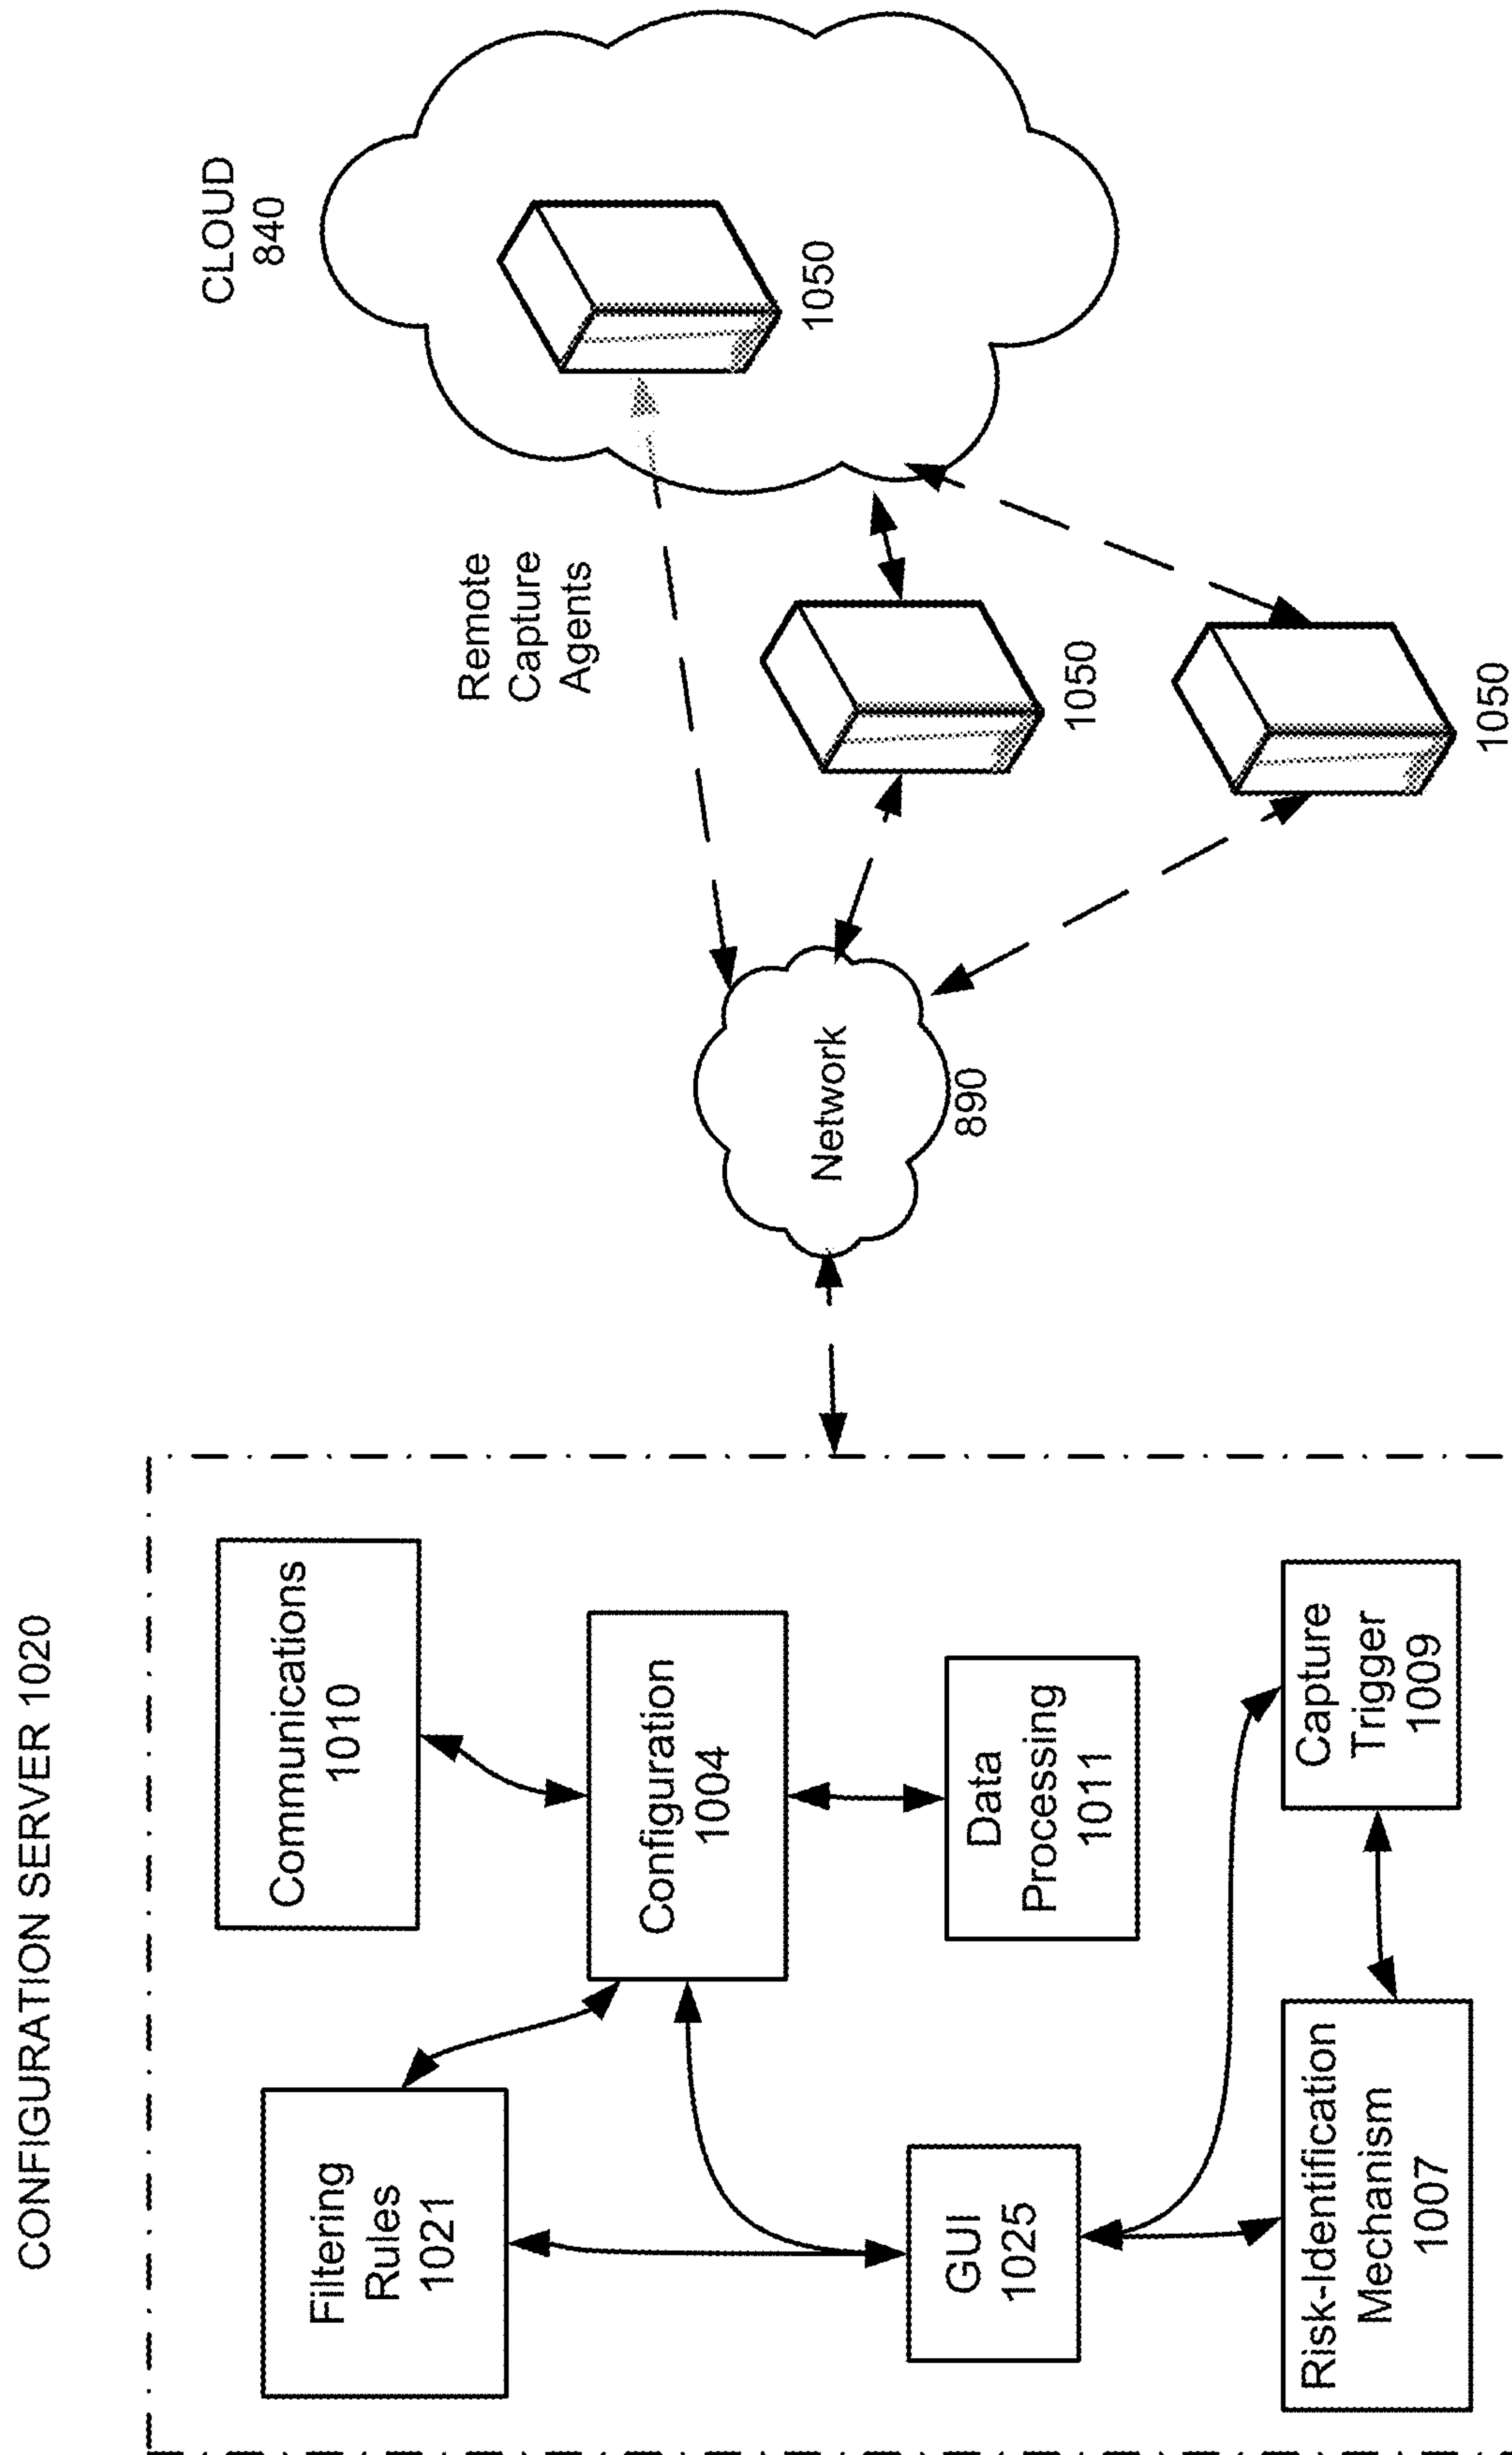 CONFIGURATION SERVER 1020
Filtering
Rules
1021
Communications
1010
Configuration
1004
GUI
1025
Data
Processing
1011
Risk-Identification
Mechanism
1007
Capture
Trigger
1009
Network
890
Remote
Capture
Agents
CLOUD
840
1050
1050
1050